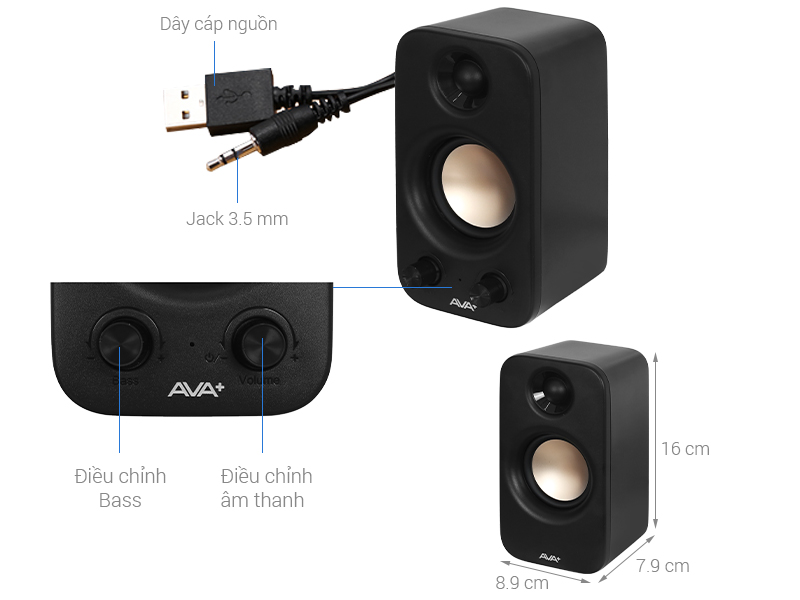 Dây cáp nguồn
Jack 3.5 mm
AVA+
Bass
AVA+
Volume
Điều chỉnh
Bass
Điều chỉnh
âm thanh
16 cm
AVA+
7.9 cm
8.9 cm